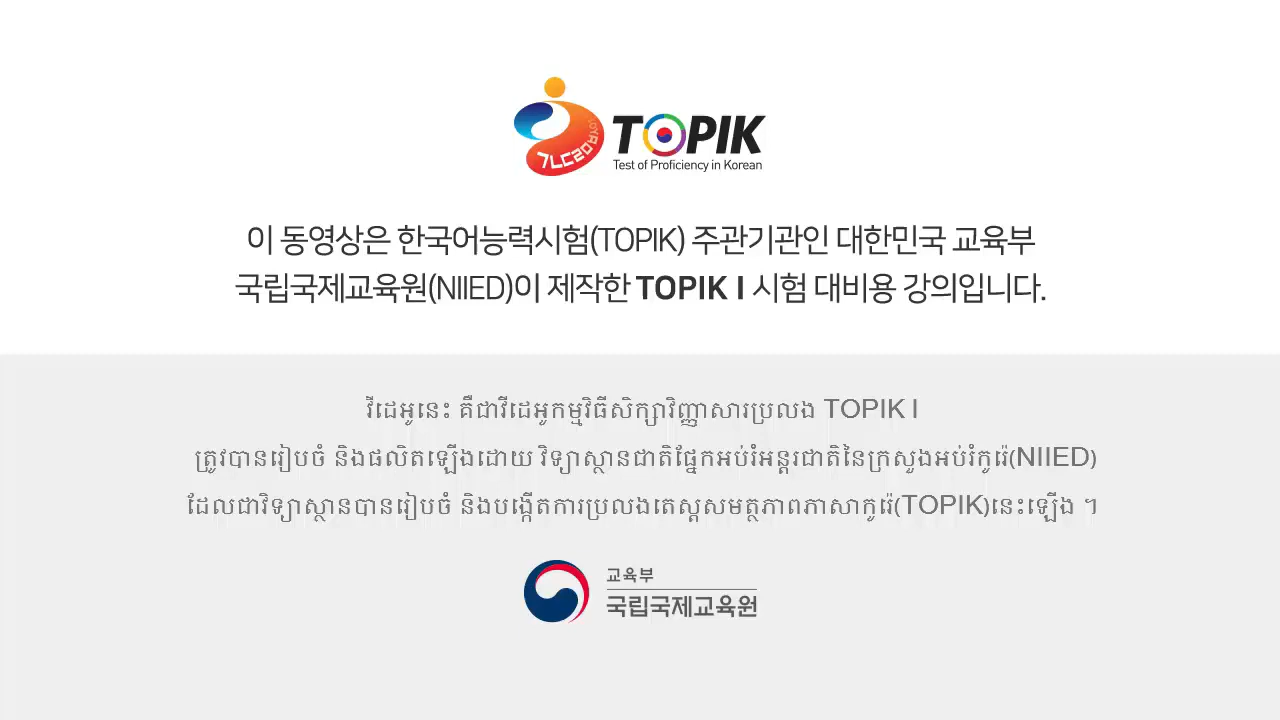 TOPIK
Test of Proficiency in Korean
이 동영상은 한국어능력시험(TOPIK) 주관기관인 대한민국 교육부
국립국제교육원(NIIED)이 제작한 TOPIK I 시험 대비용 강의입니다.
វីដេអូនេះ គឺជាវីដេអូកម្មវិធីសិក្សាវិញ្ញាសារប្រលង TOPIK I
ត្រូវបានរៀបចំ និងផលិតឡើងដោយ វិទ្យាស្ថានជាតិផ្នែកអប់រំអន្តរជាតិនៃក្រសួងអប់រំកូរ៉េ(NIIED)
ដែលជាវិទ្យាស្ថានបានរៀបចំ និងបង្កើតការប្រលងតេស្តសមត្ថភាពភាសាកូរ៉េ(TOPIK)នេះឡើង ។
교육부
국립국제교육원